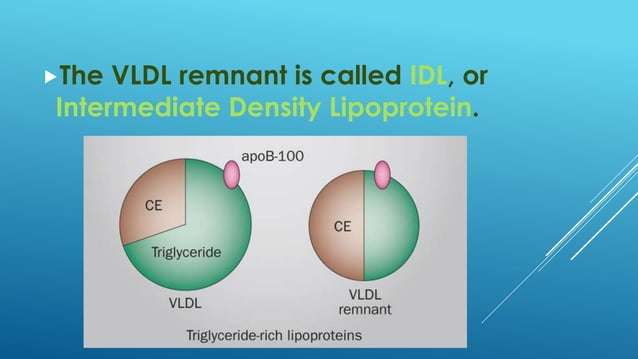 The VLDL remnant is called IDL, or
Intermediate Density Lipoprotein.
apoB-100
CE
Triglyceride
VLDL
CE
VLDL
remnant
Triglyceride-rich lipoproteins